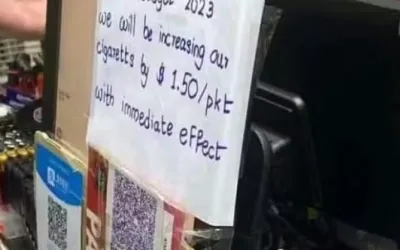 2023
we will be increasing our
cigaretts by $ 1.50/pkt
with immediate effect